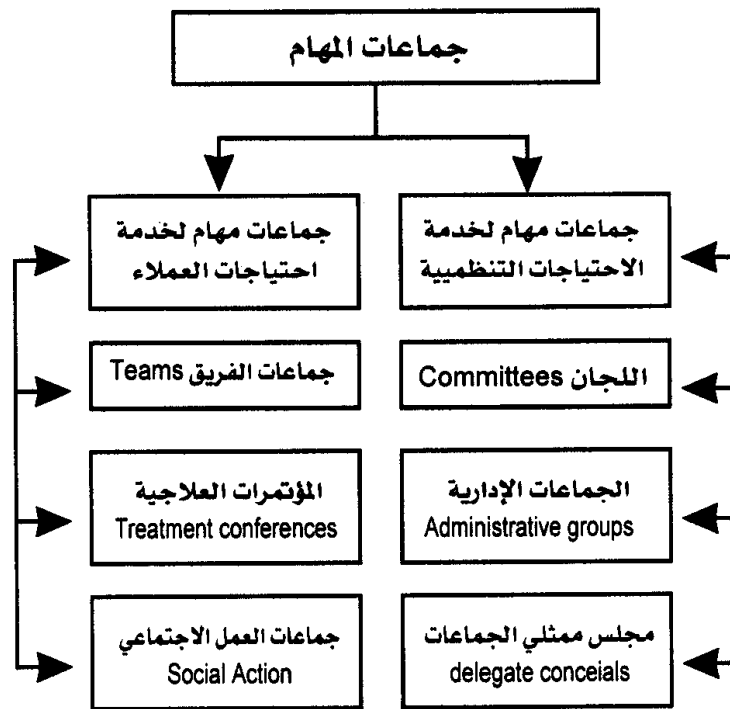 جماعات المهام
جماعات مهام لخدمة
الاحتياجات التنظميية
جماعات مهام لخدمة
احتياجات العملاء
اللجان Committees
جماعات الفريق Teams
الجماعات الإدارية
Administrative groups
المؤتمرات العلاجية
Treatment conferences
مجلس ممثلي الجماعات
delegate conceials
جماعات العمل الاجتماعي
Social Action